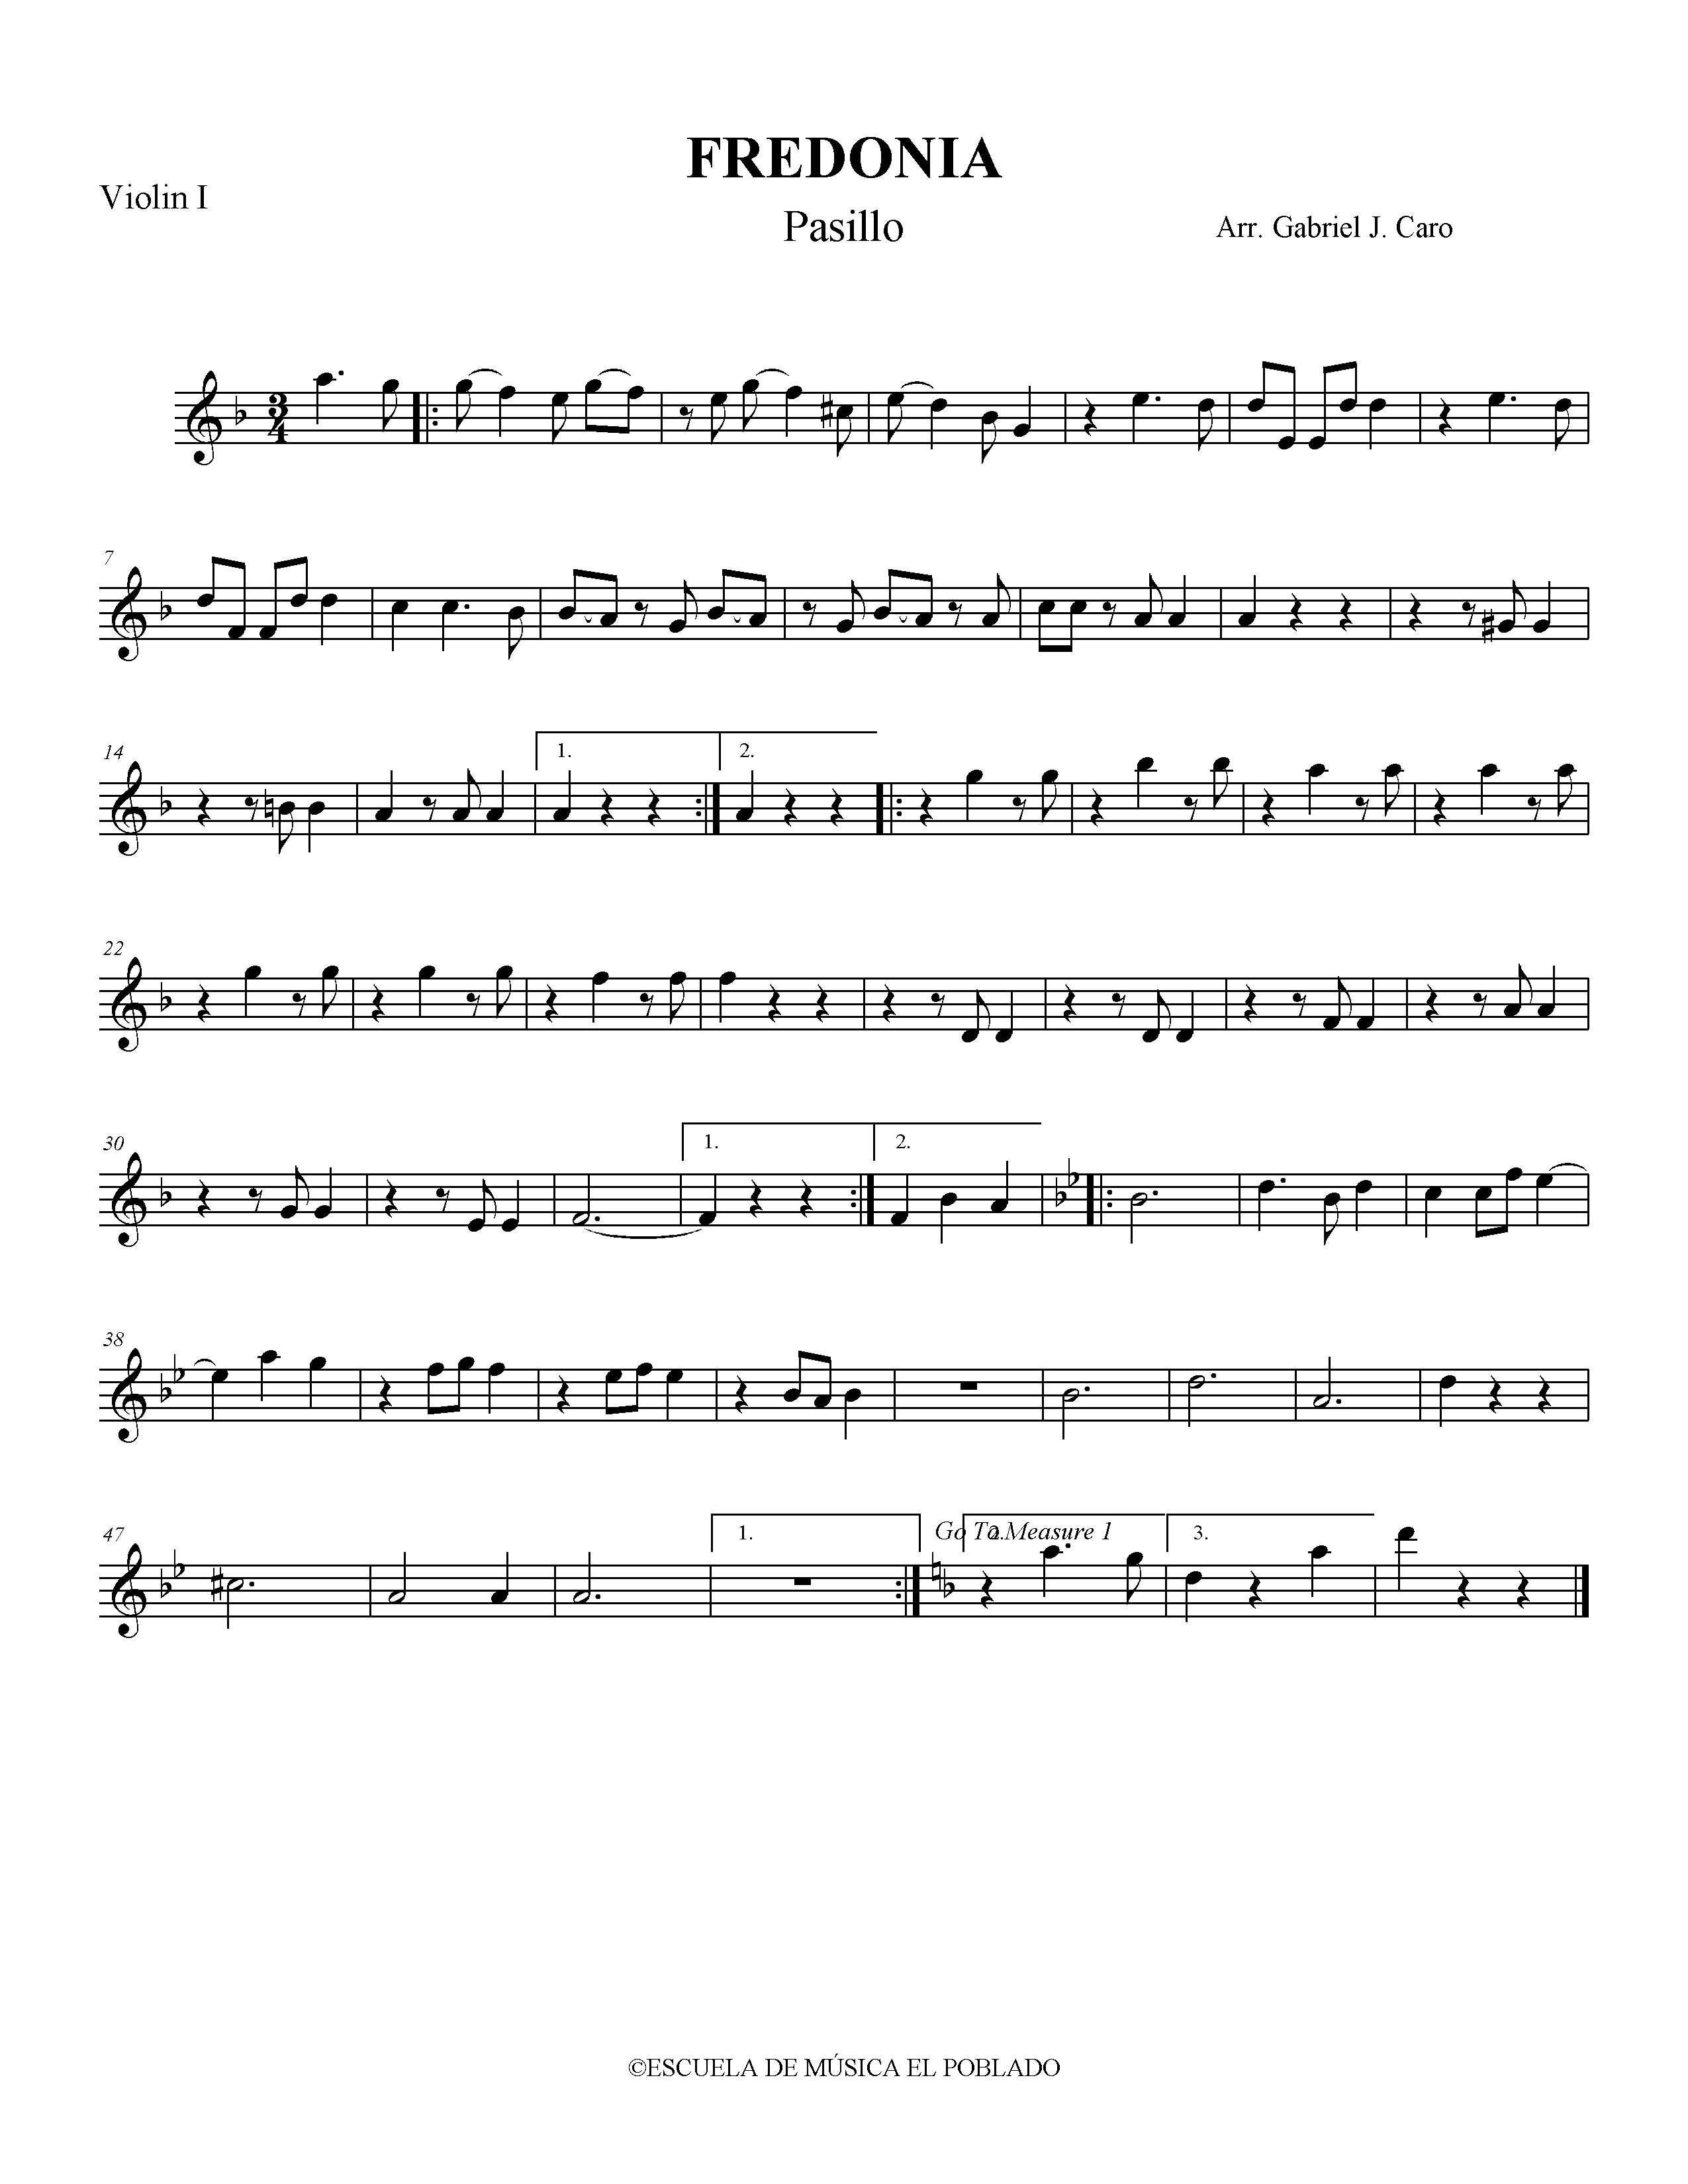 FREDONIA
Violin I
Pasillo
Arr. Gabriel J. Caro
3
4
7
14
1.
2.
22
30
1.
2.
38
47
1.
Go To Measure 1
2.
3.
©ESCUELA DE MÚSICA EL POBLADO